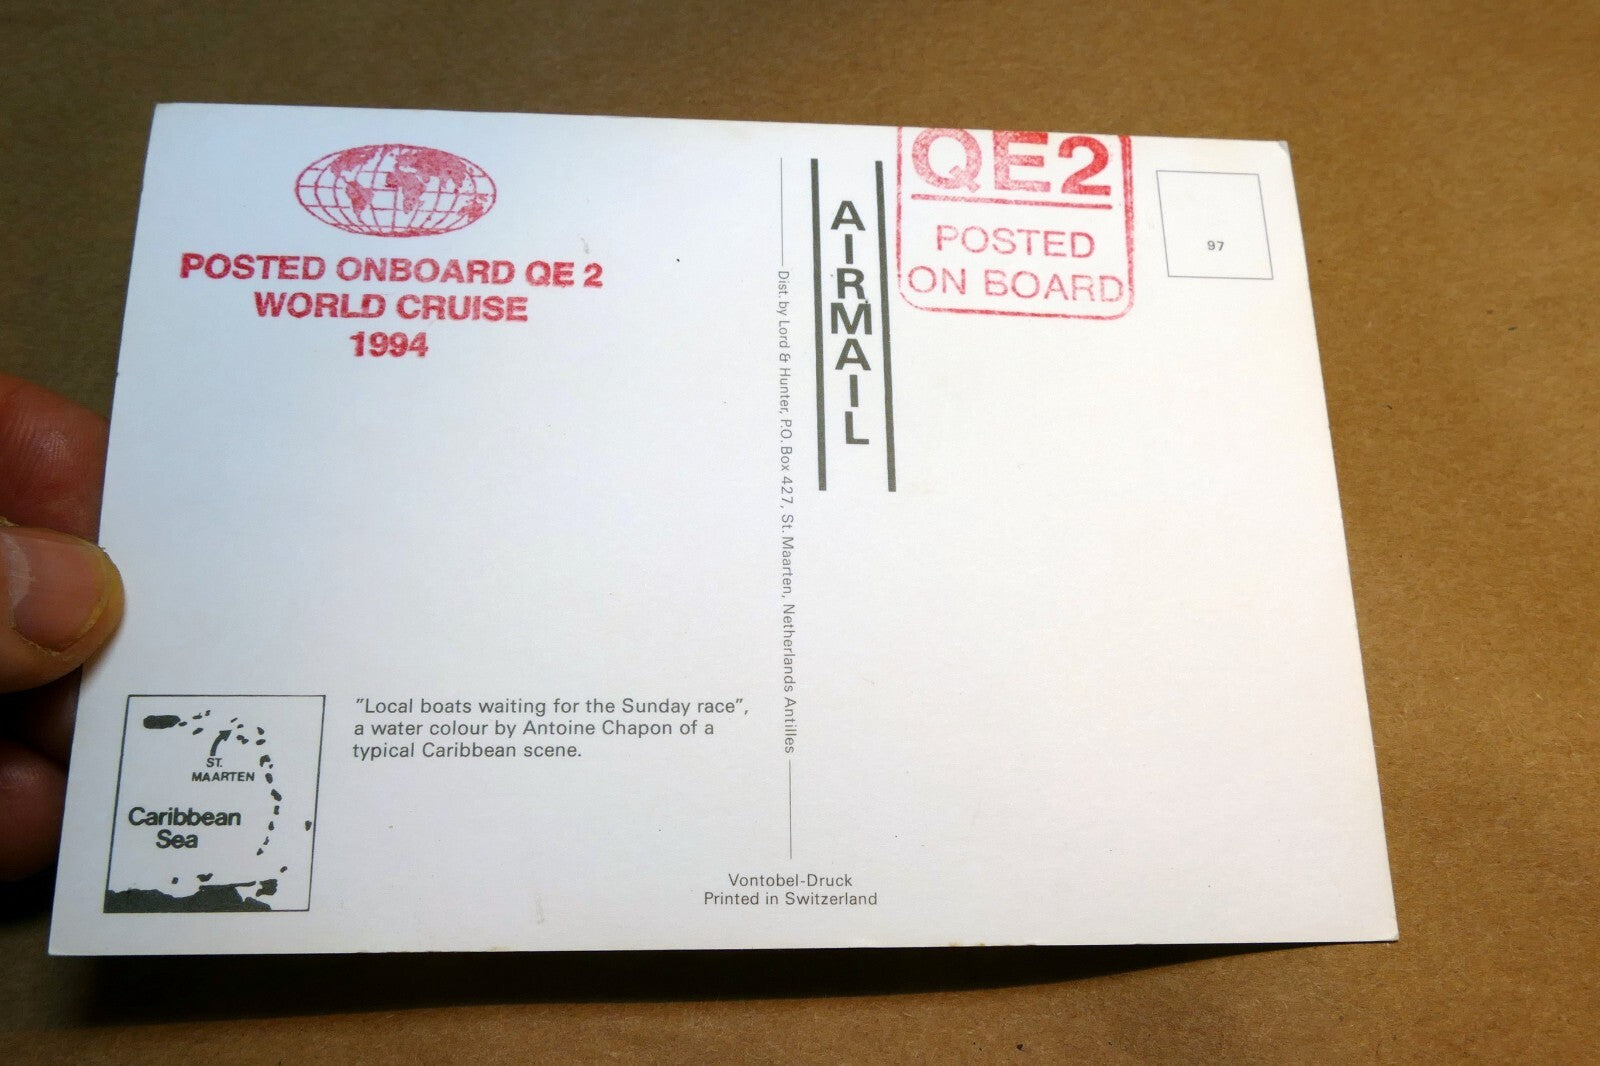 POSTED ONBOARD QE 2
WORLD CRUISE
1994
QE2
POSTED
ON BOARD
97
AIRMAIL
Dist. by Lord & Hunter, P.O. Box 427, St. Maarten, Netherlands Antilles
"Local boats waiting for the Sunday race",
a water colour by Antoine Chapon of a
typical Caribbean scene.
ST.
MAARTEN
Caribbean
Sea
Vontobel-Druck
Printed in Switzerland